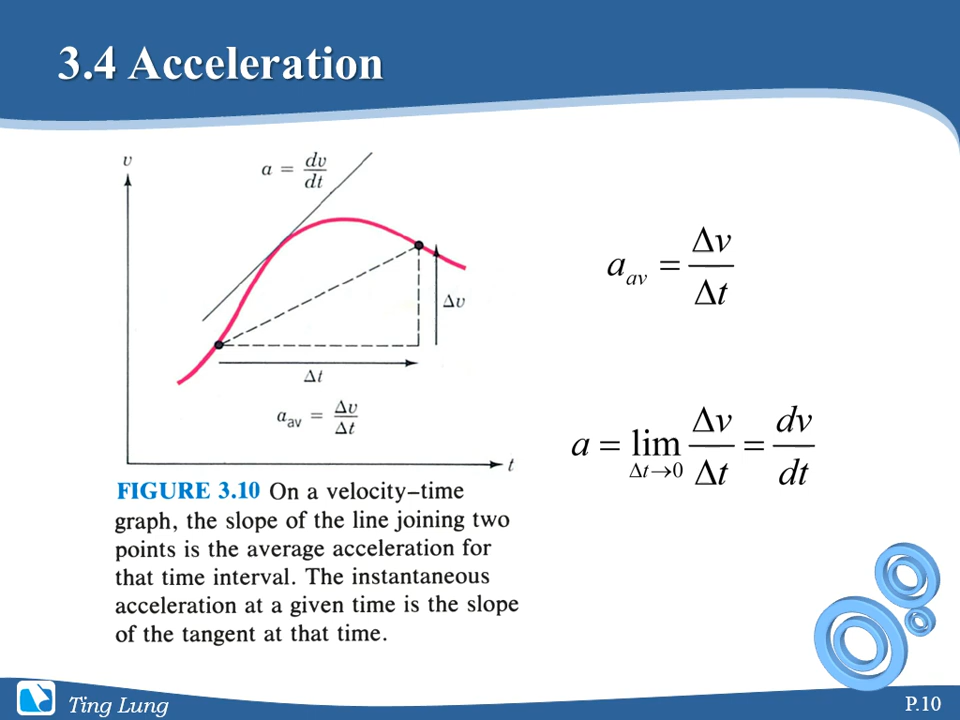 3.4 Acceleration
v
a = dv/dt
Δv
Δt
a_av = Δv/Δt
t
a_av = Δv/Δt
a = lim Δt→0 Δv/Δt = dv/dt
FIGURE 3.10 On a velocity–time
graph, the slope of the line joining two
points is the average acceleration for
that time interval. The instantaneous
acceleration at a given time is the slope
of the tangent at that time.
Ting Lung
P.10